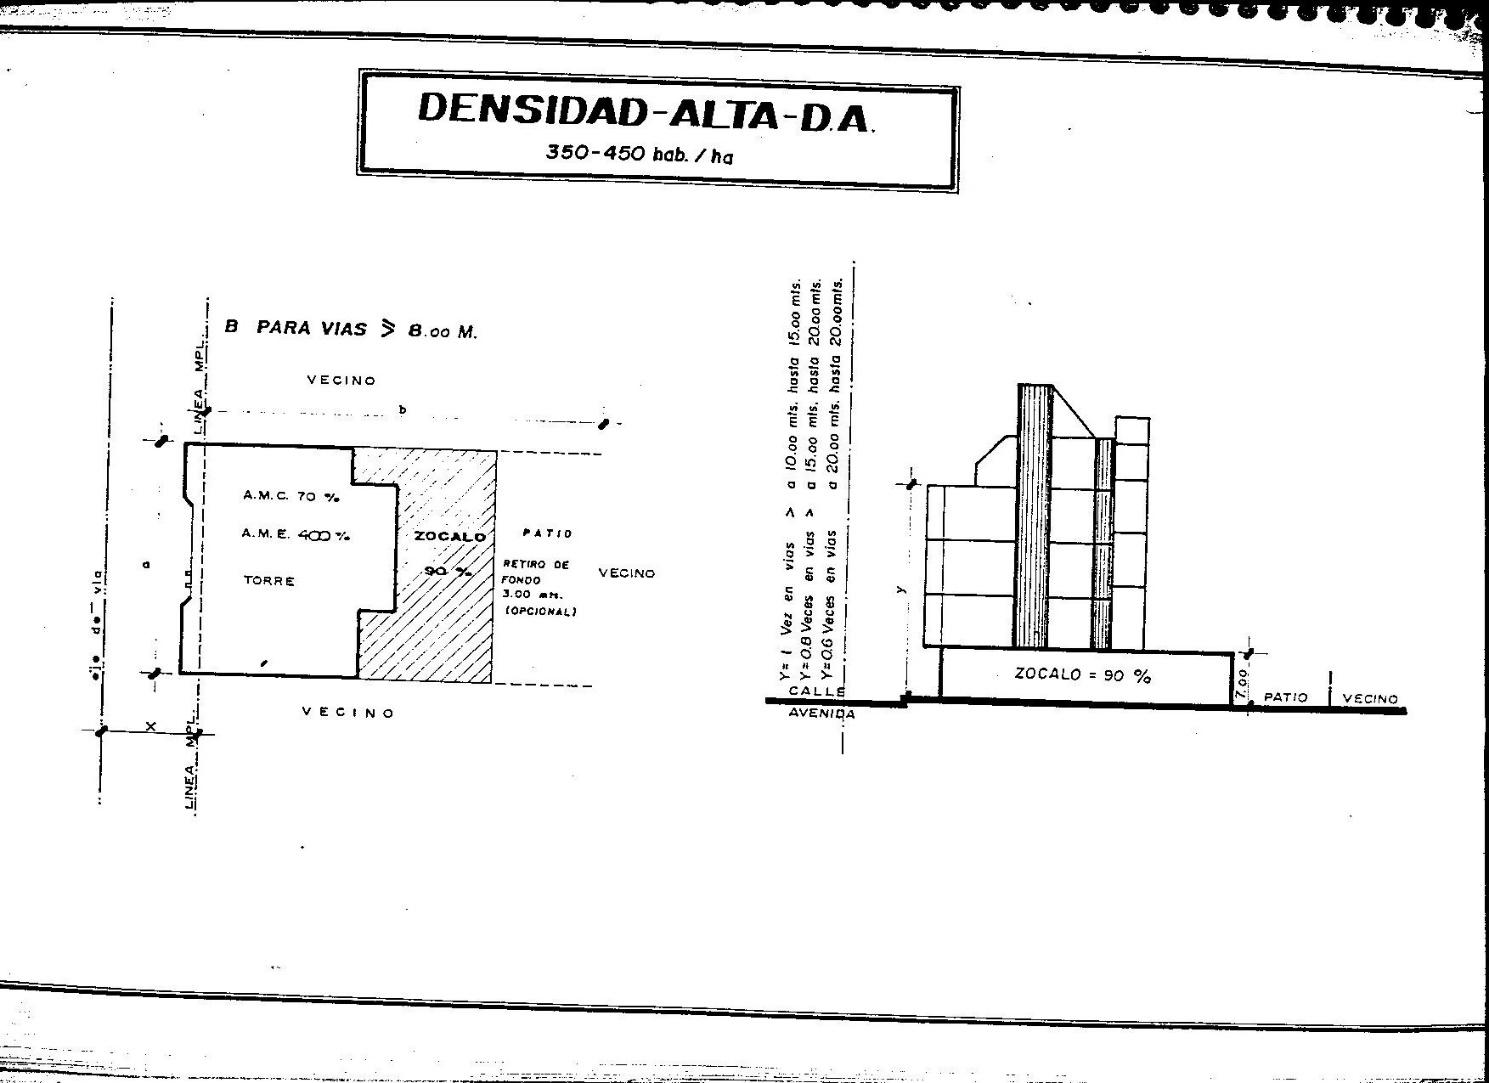 DENSIDAD-ALTA-D.A.
350-450 hab. / ha
B PARA VIAS ⩾ 8.00 M.
VECINO
LINEA MPL.
b
A.M.C. 70 %
A.M.E. 400 %
TORRE
a
eje de via
ZOCALO
90 %
PATIO
RETIRO DE
FONDO
3.00 mts.
(OPCIONAL)
VECINO
VECINO
X
LINEA MPL.
Y= 1 Vez en vias > a 10.00 mts. hasta 15.00 mts.
Y=0.8 Veces en vias > a 15.00 mts. hasta 20.00 mts.
Y=0.6 Veces en vias a 20.00 mts. hasta 20.00 mts.
y
CALLE
AVENIDA
ZOCALO = 90 %
7.00
PATIO
VECINO